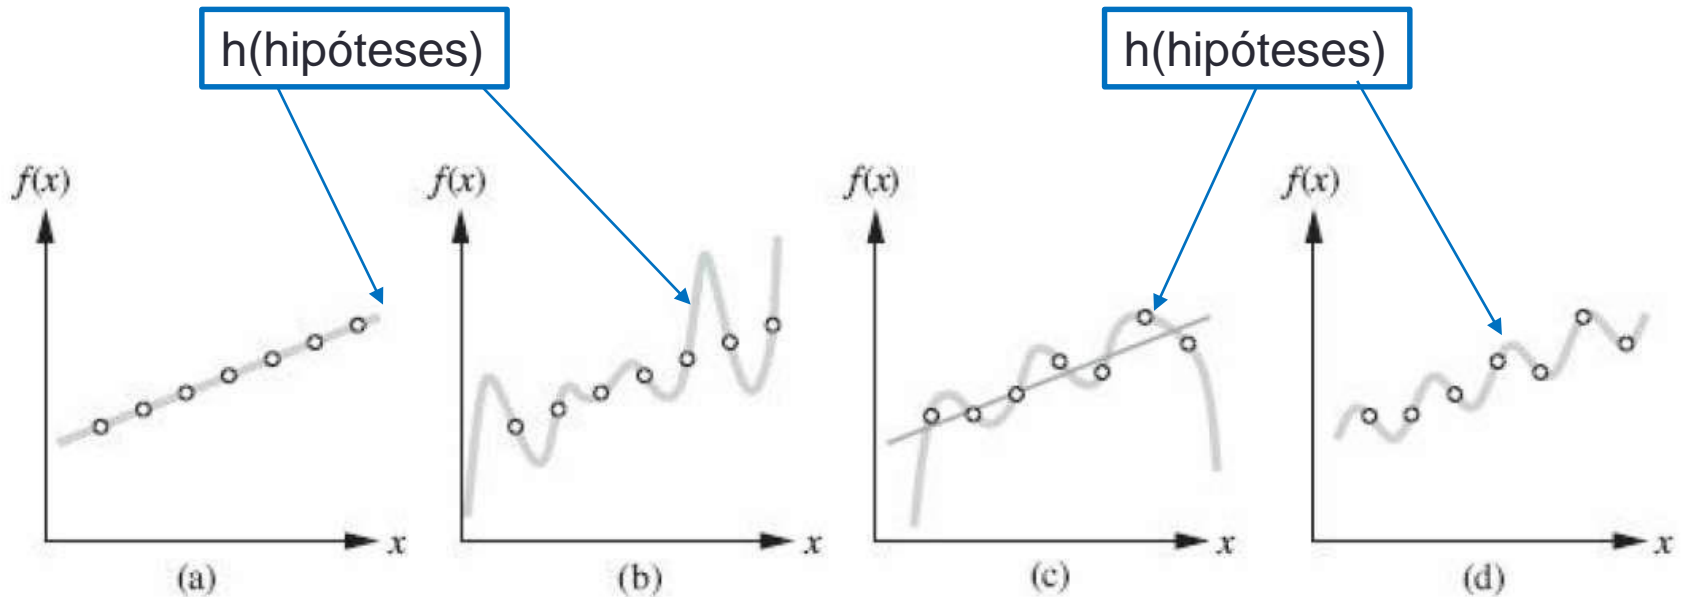 h(hipóteses)
h(hipóteses)
f(x)
f(x)
f(x)
f(x)
x
x
x
x
(a)
(b)
(c)
(d)